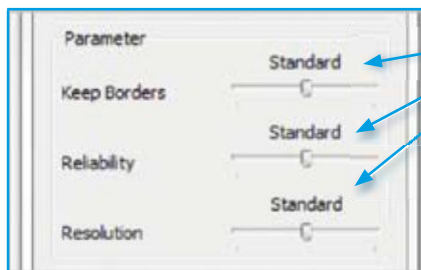 Parameter
Standard
Keep Borders
Standard
Reliability
Standard
Resolution